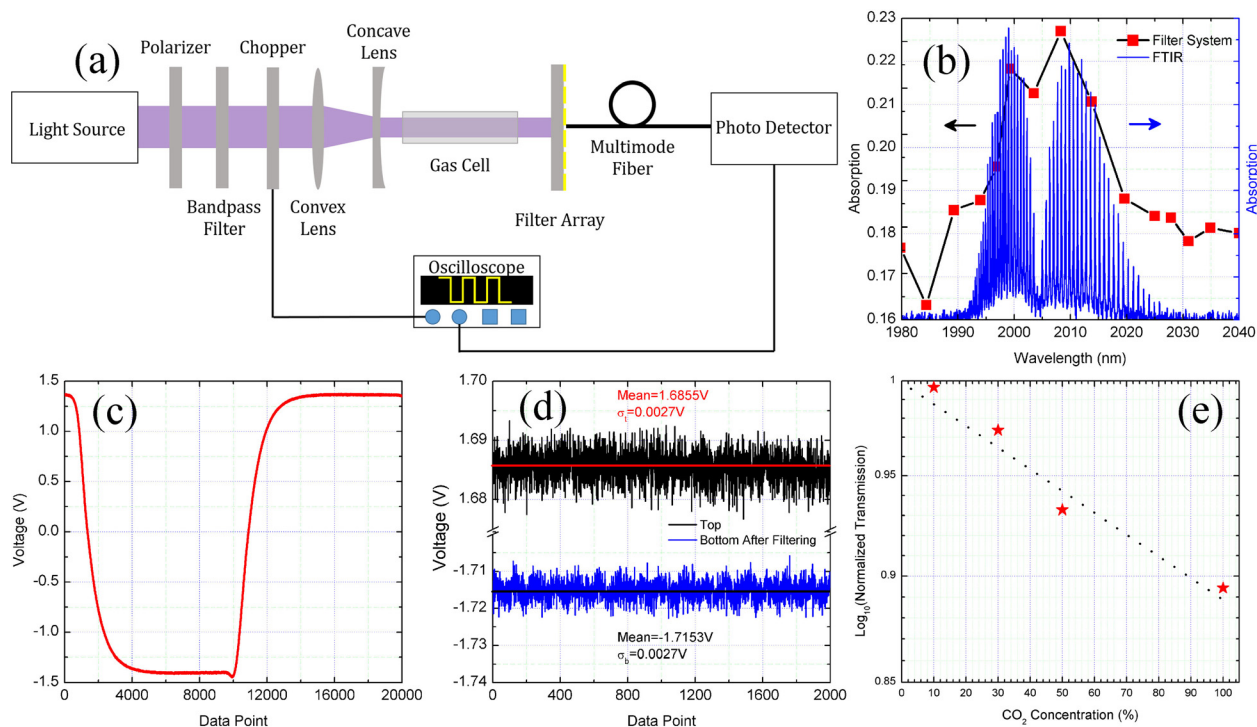 (a)
Polarizer
Chopper
Concave
Lens
Light Source
Bandpass
Filter
Convex
Lens
Gas Cell
Filter Array
Multimode
Fiber
Photo Detector
Oscilloscope
(b)
Filter System
FTIR
0.23
0.22
0.21
0.20
0.19
0.18
0.17
0.16
Absorption
Absorption
1980 1990 2000 2010 2020 2030 2040
Wavelength (nm)
(c)
1.5
1.0
0.5
0.0
-0.5
-1.0
-1.5
Voltage (V)
0 4000 8000 12000 16000 20000
Data Point
(d)
Mean=1.6855V
σt=0.0027V
1.70
1.69
1.68
-1.71
-1.72
-1.73
-1.74
Voltage (V)
Top
Bottom After Filtering
Mean=-1.7153V
σb=0.0027V
0 400 800 1200 1600 2000
Data Point
(e)
1
0.95
0.9
0.85
Log10(Normalized Transmission)
0 10 20 30 40 50 60 70 80 90 100
CO2 Concentration (%)